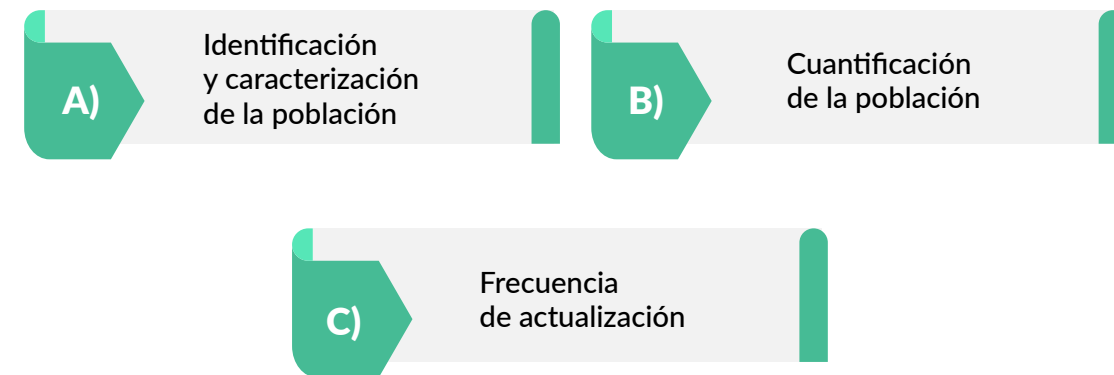 A)
Identificación
y caracterización
de la población
B)
Cuantificación
de la población
C)
Frecuencia
de actualización